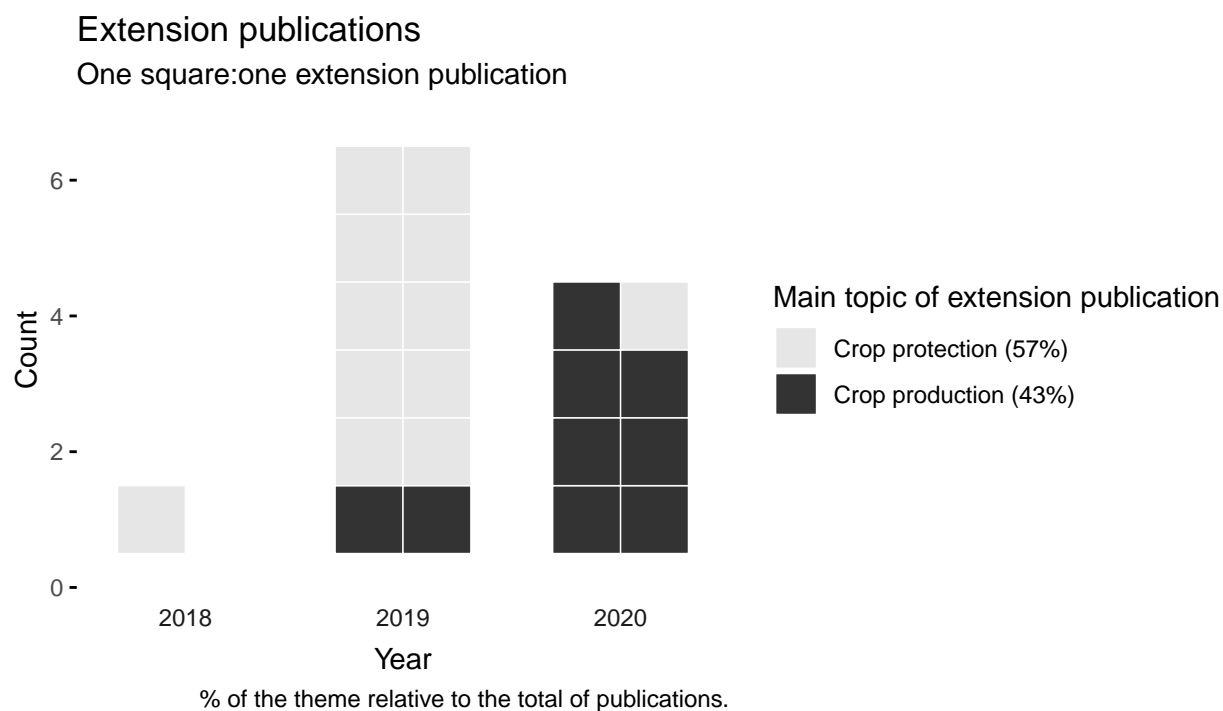 Extension publications
One square:one extension publication
6
4
2
0
Count
2018 2019 2020
Year
Main topic of extension publication
Crop protection (57%)
Crop production (43%)
% of the theme relative to the total of publications.